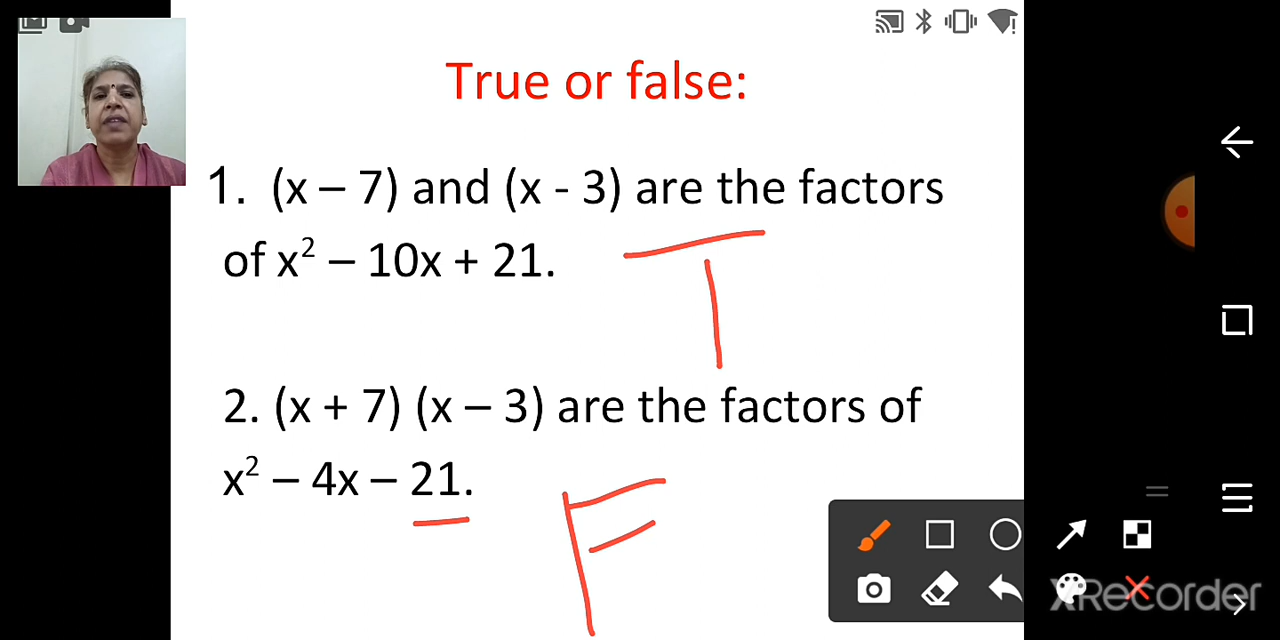 True or false:
1. (x – 7) and (x - 3) are the factors
of x² – 10x + 21.
T
2. (x + 7) (x – 3) are the factors of
x² – 4x – 21.
F
XRecorder